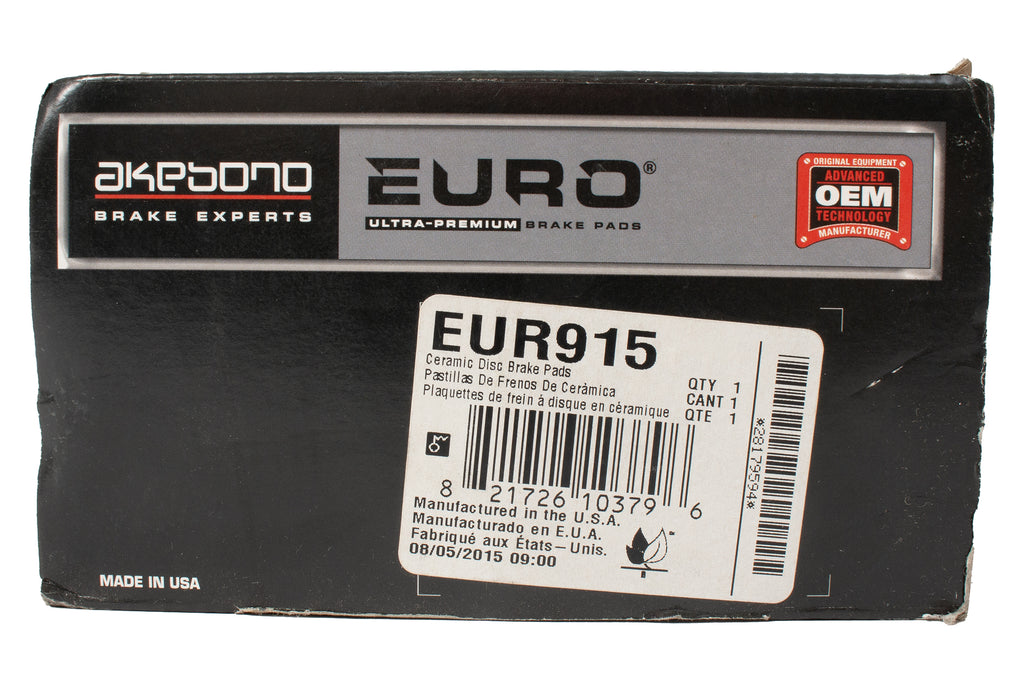 akebono
BRAKE EXPERTS
EURO®
ULTRA-PREMIUM BRAKE PADS
ORIGINAL EQUIPMENT
ADVANCED
OEM
TECHNOLOGY
MANUFACTURER
EUR915
Ceramic Disc Brake Pads
Pastillas De Frenos De Ceràmica
Plaquettes de frein á disque en céramique
QTY 1
CANT 1
QTE 1
*28179594*
8 21726 10379 6
Manufactured in the U.S.A.
Manufacturado en E.U.A.
Fabriqué aux États-Unis.
08/05/2015 09:00
™
MADE IN USA